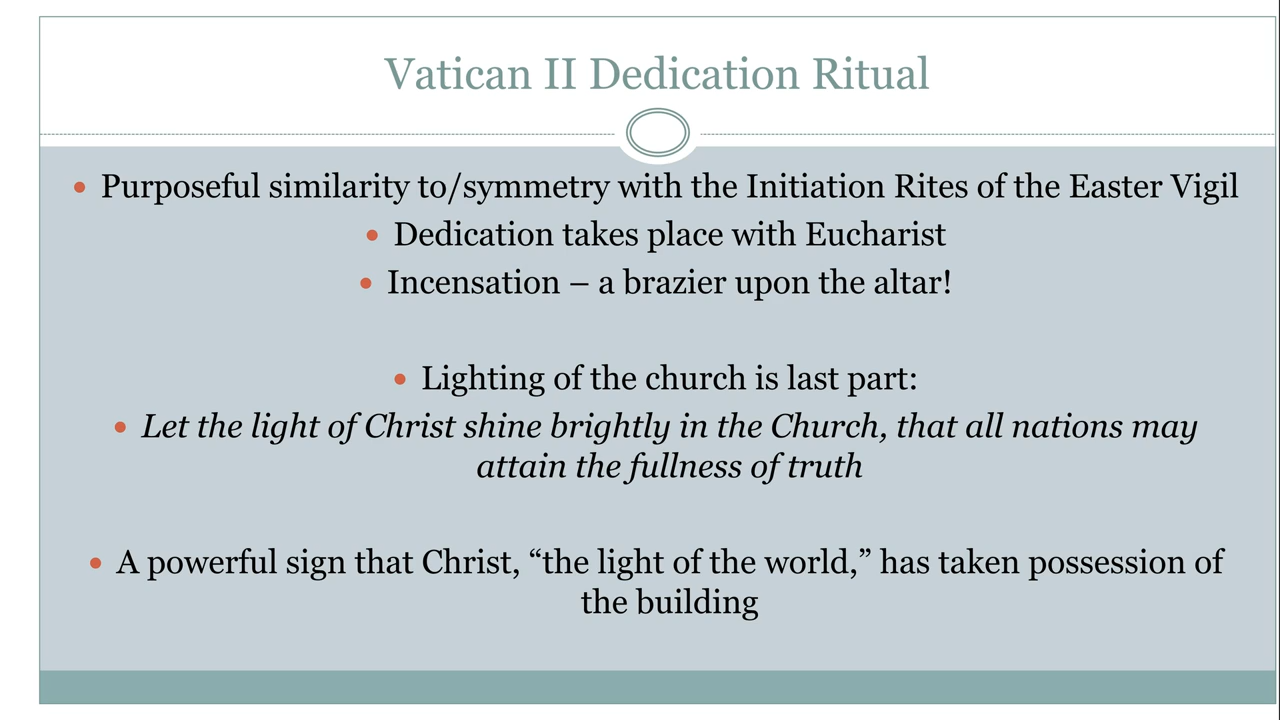 Vatican II Dedication Ritual
• Purposeful similarity to/symmetry with the Initiation Rites of the Easter Vigil
• Dedication takes place with Eucharist
• Incensation – a brazier upon the altar!
• Lighting of the church is last part:
• Let the light of Christ shine brightly in the Church, that all nations may
attain the fullness of truth
• A powerful sign that Christ, “the light of the world,” has taken possession of
the building